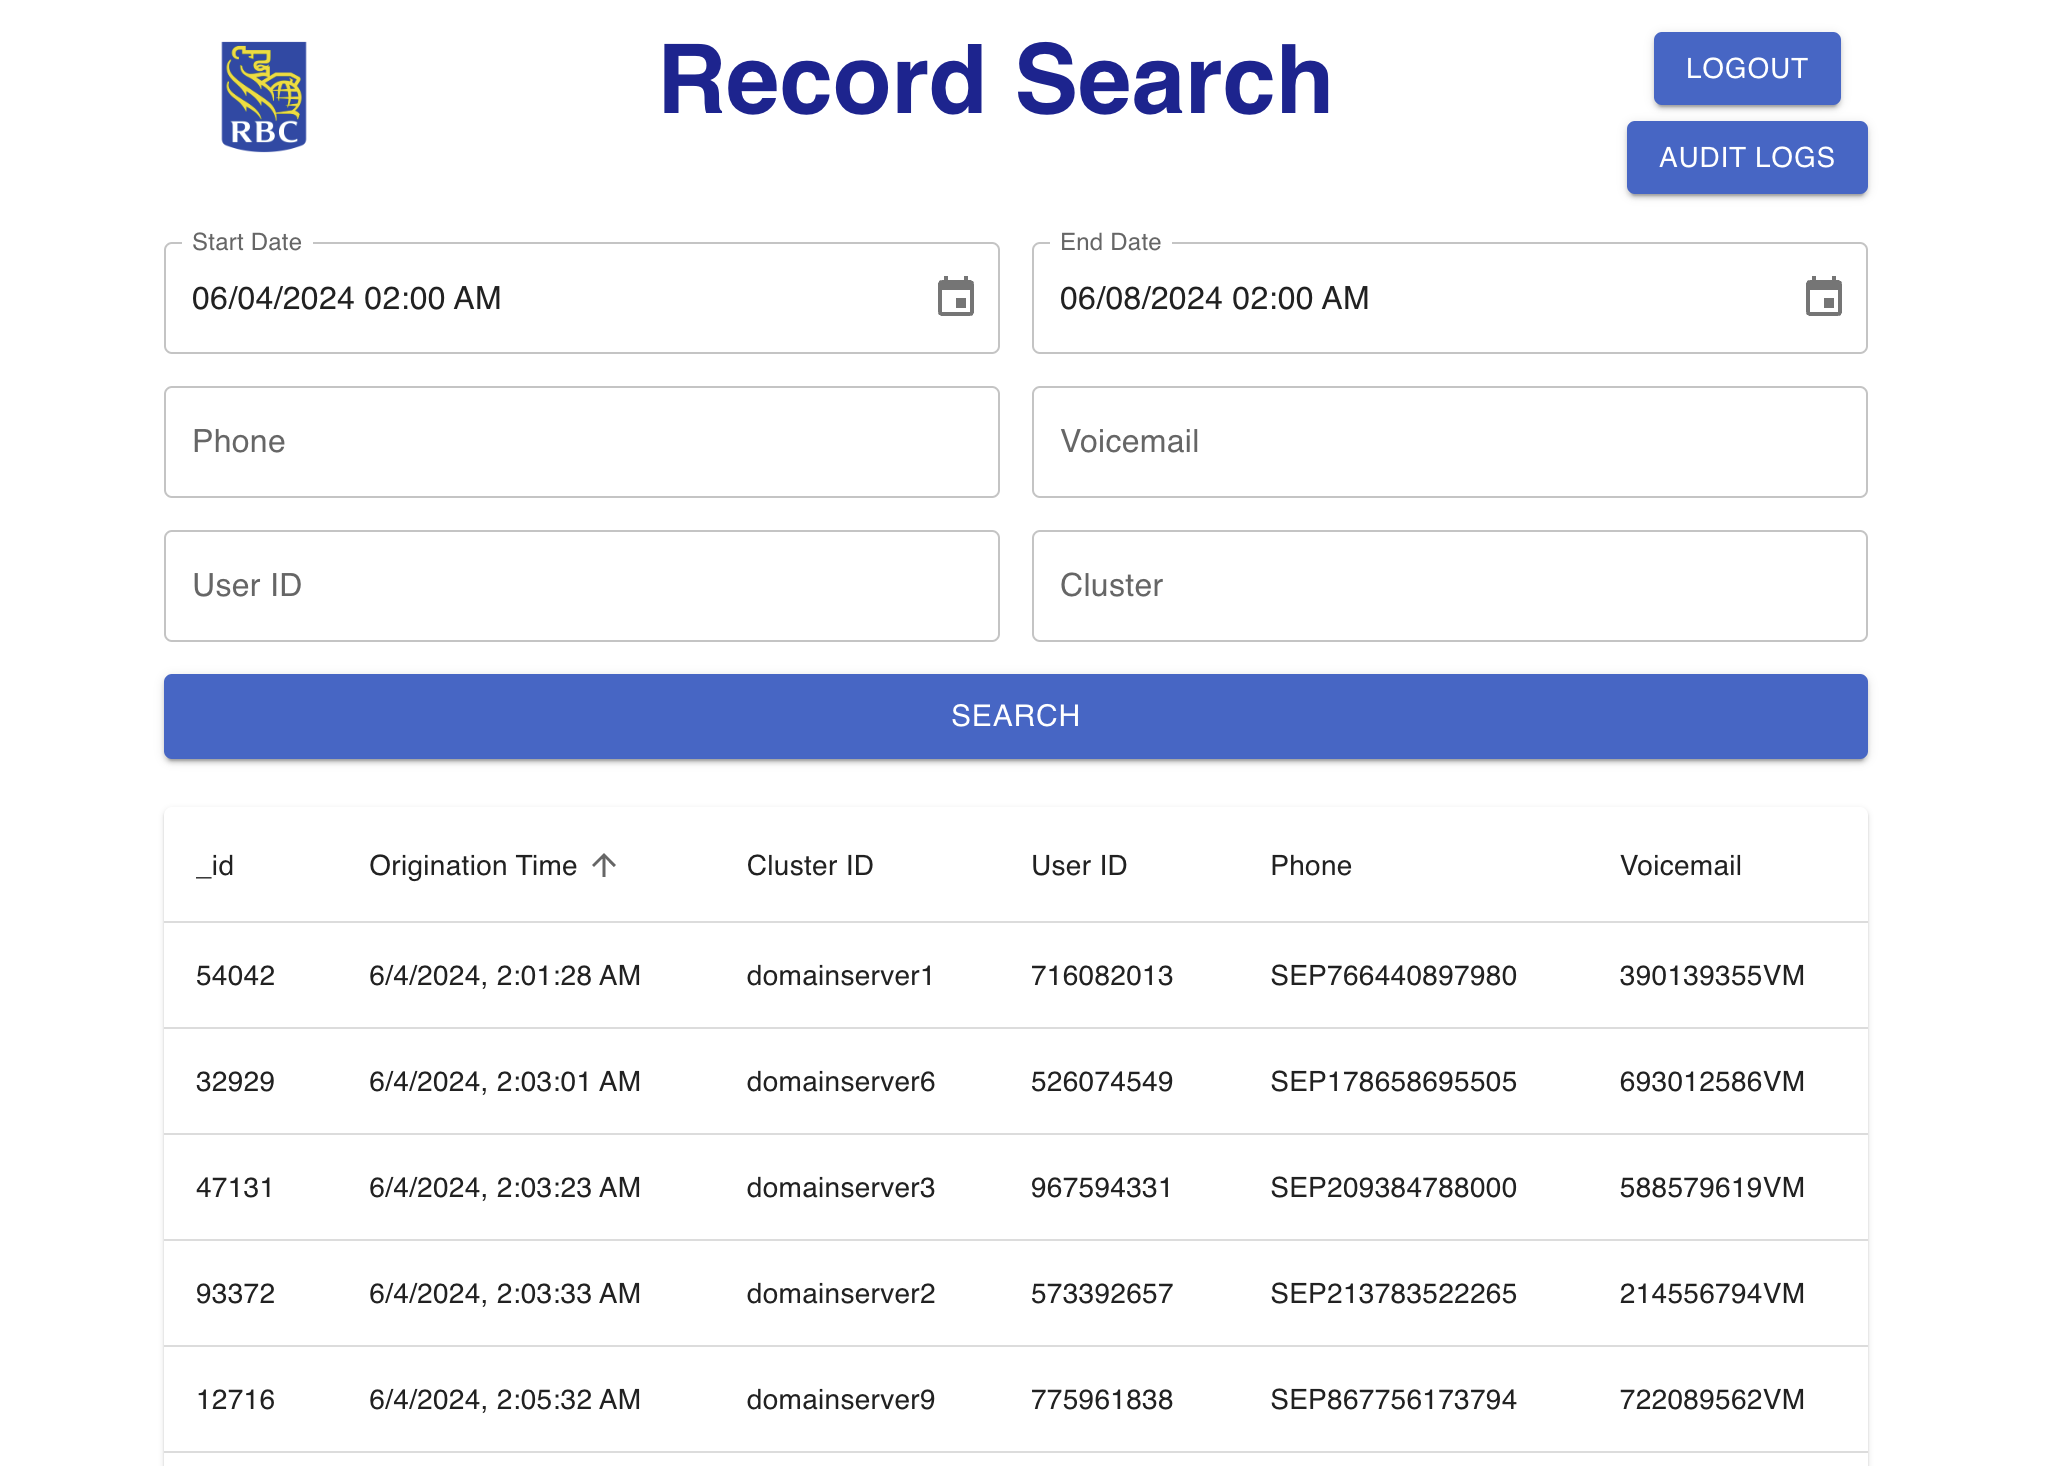 RBC
Record Search
LOGOUT
AUDIT LOGS
Start Date
06/04/2024 02:00 AM
End Date
06/08/2024 02:00 AM
Phone
Voicemail
User ID
Cluster
SEARCH
_id Origination Time Cluster ID User ID Phone Voicemail
54042 6/4/2024, 2:01:28 AM domainserver1 716082013 SEP766440897980 390139355VM
32929 6/4/2024, 2:03:01 AM domainserver6 526074549 SEP178658695505 693012586VM
47131 6/4/2024, 2:03:23 AM domainserver3 967594331 SEP209384788000 588579619VM
93372 6/4/2024, 2:03:33 AM domainserver2 573392657 SEP213783522265 214556794VM
12716 6/4/2024, 2:05:32 AM domainserver9 775961838 SEP867756173794 722089562VM